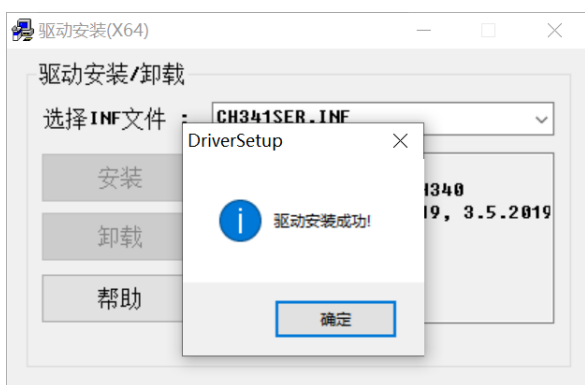 驱动安装(X64)
驱动安装/卸载
选择INF文件 :
CH341SER.INF
DriverSetup
安装
H340
驱动安装成功!
19, 3.5.2019
卸载
帮助
确定